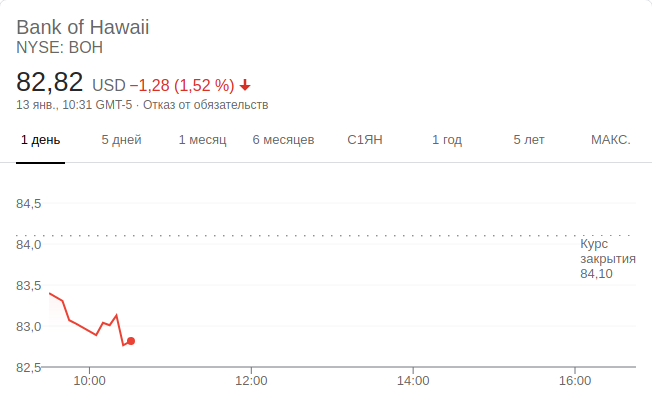 Bank of Hawaii
NYSE: BOH
82,82 USD −1,28 (1,52 %)
13 янв., 10:31 GMT-5 · Отказ от обязательств
1 день 5 дней 1 месяц 6 месяцев С1ЯН 1 год 5 лет МАКС.
84,5
84,0
83,5
83,0
82,5
Курс
закрытия
84,10
10:00 12:00 14:00 16:00